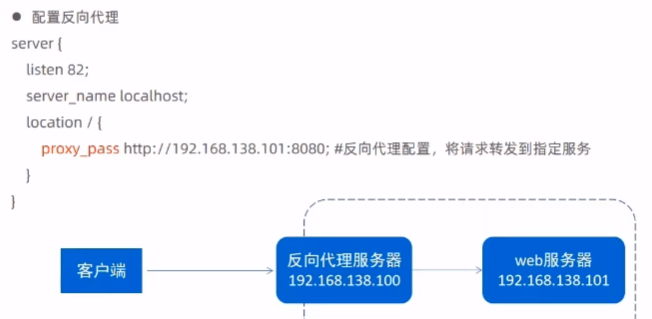 ● 配置反向代理
server {
listen 82;
server_name localhost;
location / {
proxy_pass http://192.168.138.101:8080; #反向代理配置，将请求转发到指定服务
}
}
客户端
反向代理服务器
192.168.138.100
web服务器
192.168.138.101